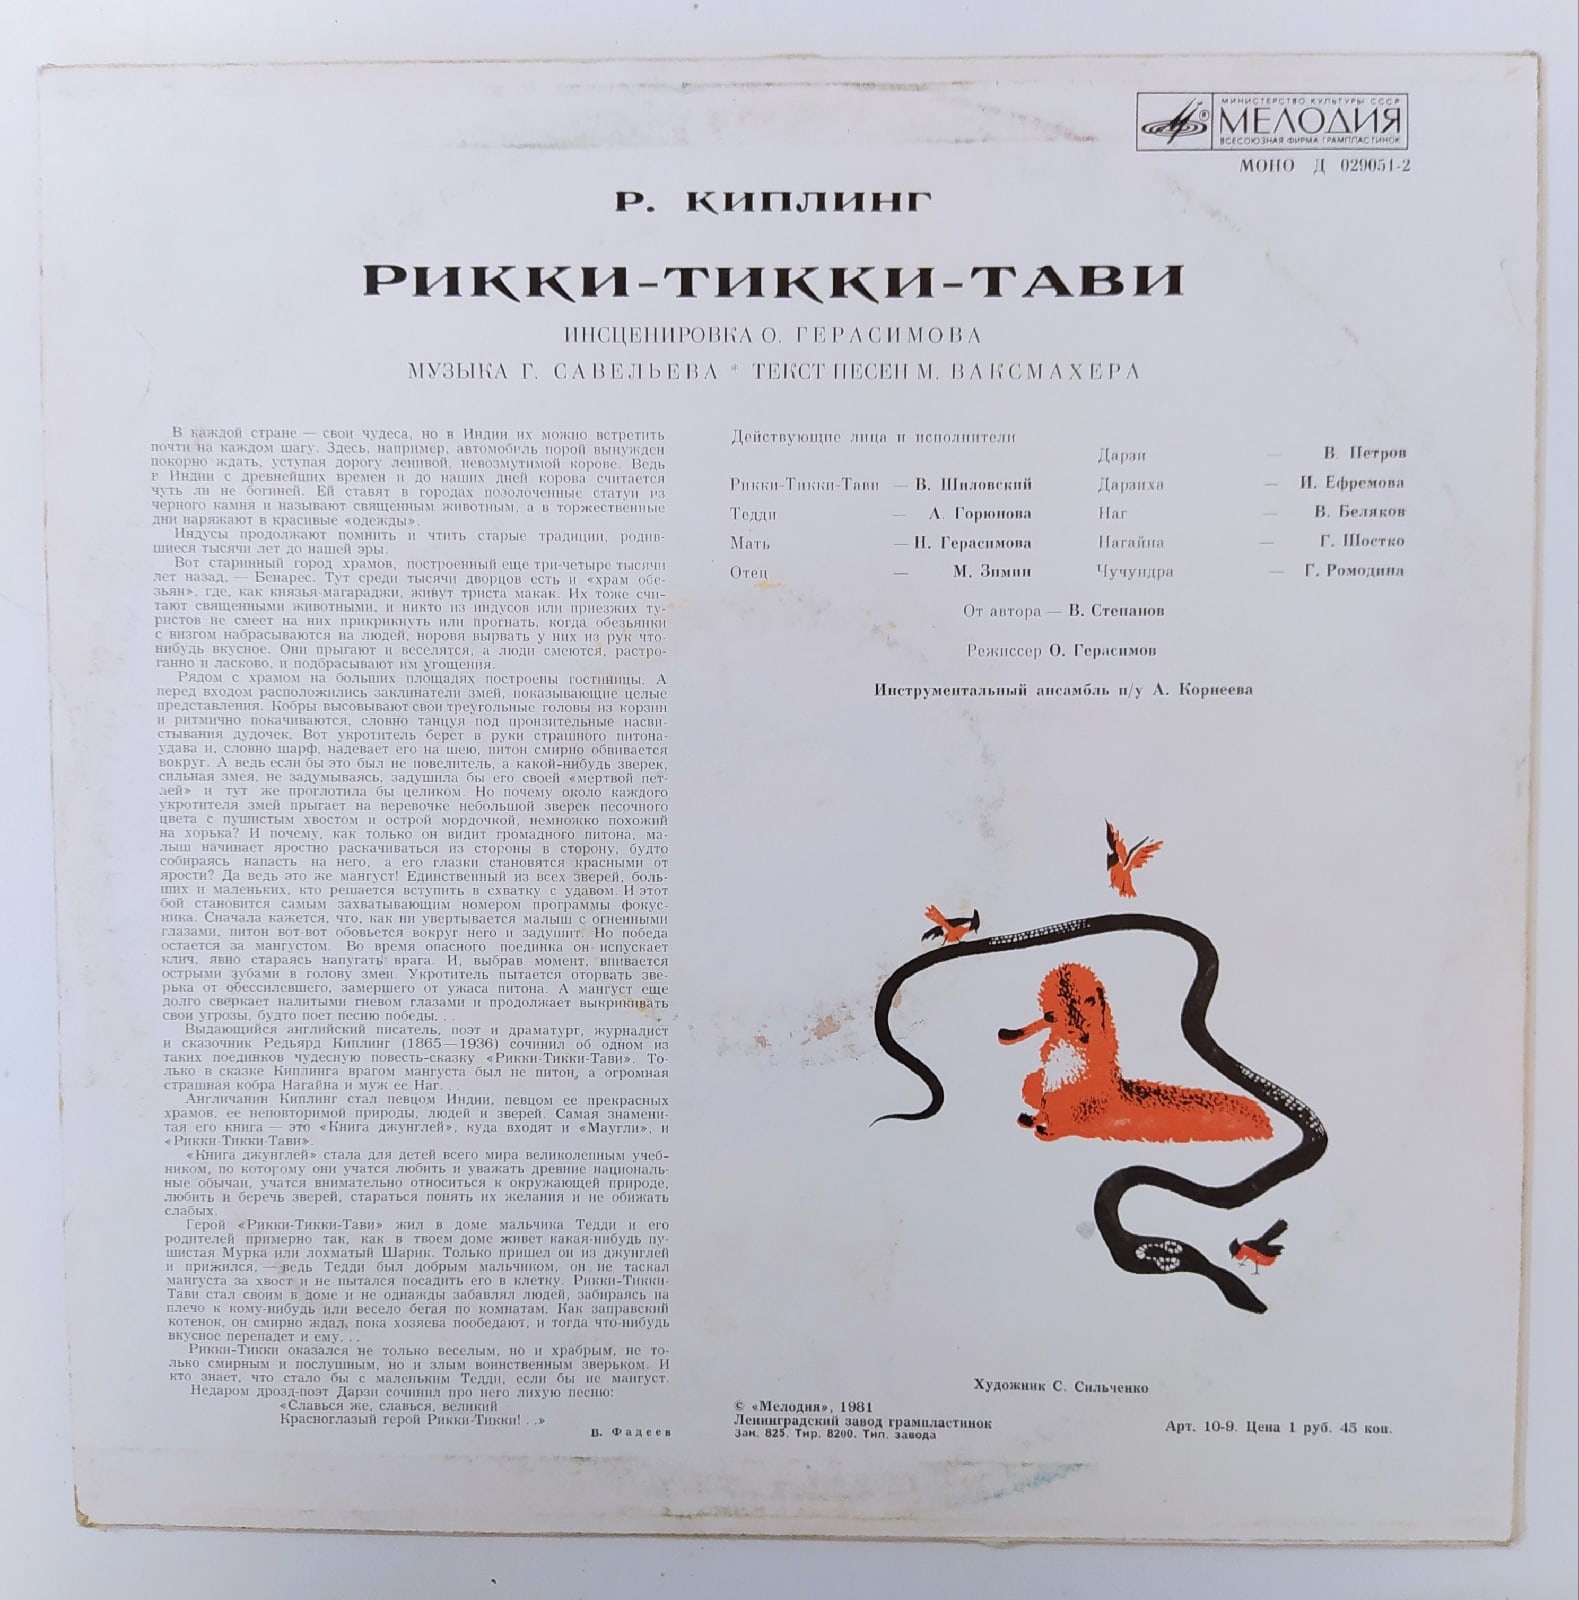 МИНИСТЕРСТВО КУЛЬТУРЫ СССР
МЕЛОДИЯ
ВСЕСОЮЗНАЯ ФИРМА ГРАМПЛАСТИНОК
МОНО Д 029051-2
Р. КИПЛИНГ
РИККИ-ТИККИ-ТАВИ
ИНСЦЕНИРОВКА О. ГЕРАСИМОВА
МУЗЫКА Г. САВЕЛЬЕВА * ТЕКСТ ПЕСЕН М. ВАКСМАХЕРА
В каждой стране — свои чудеса, но в Индии их можно встретить
почти на каждом шагу. Здесь, например, автомобиль порой вынужден
покорно ждать, уступая дорогу ленивой, невозмутимой корове. Ведь
в Индии с древнейших времен и до наших дней корова считается
чуть ли не богиней. Ей ставят в городах позолоченные статуи из
черного камня и называют священным животным, а в торжественные
дни наряжают в красивые «одежды».
Индусы продолжают помнить и чтить старые традиции, родив-
шиеся тысячи лет до нашей эры.
Вот старинный город храмов, построенный еще три-четыре тысячи
лет назад, — Бенарес. Тут среди тысячи дворцов есть и «храм обе-
зьян», где, как князья-магараджи, живут триста макак. Их тоже счи-
тают священными животными, и никто из индусов или приезжих ту-
ристов не смеет на них прикрикнуть или прогнать, когда обезьянки
с визгом набрасываются на людей, норовя вырвать у них из рук что-
нибудь вкусное. Они прыгают и веселятся, а люди смеются, растро-
ганно и ласково, и подбрасывают им угощения.
Рядом с храмом на больших площадях построены гостиницы. А
перед входом расположились заклинатели змей, показывающие целые
представления. Кобры высовывают свои треугольные головы из корзин
и ритмично покачиваются, словно танцуя под пронзительные насви-
стывания дудочек. Вот укротитель берет в руки страшного питона-
удава и, словно шарф, надевает его на шею, питон смирно обвивается
вокруг. А ведь если бы это был не повелитель, а какой-нибудь зверек,
сильная змея, не задумываясь, задушила бы его своей «мертвой пет-
лей» и тут же проглотила бы целиком. Но почему около каждого
укротителя змей прыгает на веревочке небольшой зверек песочного
цвета с пушистым хвостом и острой мордочкой, немножко похожий
на хорька? И почему, как только он видит громадного питона, ма-
лыш начинает яростно раскачиваться из стороны в сторону, будто
собираясь напасть на него, а его глазки становятся красными от
ярости? Да ведь это же мангуст! Единственный из всех зверей, боль-
ших и маленьких, кто решается вступить в схватку с удавом. И этот
бой становится самым захватывающим номером программы фокус-
ника. Сначала кажется, что, как ни увертывается малыш с огненными
глазами, питон вот-вот обовьется вокруг него и задушит. Но победа
остается за мангустом. Во время опасного поединка он испускает
клич, явно стараясь напугать врага. И, выбрав момент, впивается
острыми зубами в голову змеи. Укротитель пытается оторвать зве-
рька от обессилевшего, замершего от ужаса питона. А мангуст еще
долго сверкает налитыми гневом глазами и продолжает выкрикивать
свои угрозы, будто поет песню победы. . .
Выдающийся английский писатель, поэт и драматург, журналист
и сказочник Редьярд Киплинг (1865—1936) сочинил об одном из
таких поединков чудесную повесть-сказку «Рикки-Тикки-Тави». То-
лько в сказке Киплинга врагом мангуста был не питон, а огромная
страшная кобра Нагайна и муж ее Наг. . .
Англичанин Киплинг стал певцом Индии, певцом ее прекрасных
храмов, ее неповторимой природы, людей и зверей. Самая знамени-
тая его книга — это «Книга джунглей», куда входят и «Маугли», и
«Рикки-Тикки-Тави».
«Книга джунглей» стала для детей всего мира великолепным учеб-
ником, по которому они учатся любить и уважать древние националь-
ные обычаи, учатся внимательно относиться к окружающей природе,
любить и беречь зверей, стараться понять их желания и не обижать
слабых.
Герой «Рикки-Тикки-Тави» жил в доме мальчика Тедди и его
родителей примерно так, как в твоем доме живет какая-нибудь пу-
шистая Мурка или лохматый Шарик. Только пришел он из джунглей
и прижился, — ведь Тедди был добрым мальчиком, он не таскал
мангуста за хвост и не пытался посадить его в клетку. Рикки-Тикки-
Тави стал своим в доме и не однажды забавлял людей, забираясь на
плечо к кому-нибудь или весело бегая по комнатам. Как заправский
котенок, он смирно ждал, пока хозяева пообедают, и тогда что-нибудь
вкусное перепадет и ему. . .
Рикки-Тикки оказался не только веселым, но и храбрым, не то-
лько смирным и послушным, но и злым воинственным зверьком. И
кто знает, что стало бы с маленьким Тедди, если бы не мангуст.
Недаром дрозд-поэт Дарзи сочинил про него лихую песню:
«Славься же, славься, великий
Красноглазый герой Рикки-Тикки! . .»
В. Фадеев
Действующие лица и исполнители
Рикки-Тикки-Тави — В. Шиловский
Тедди — А. Горюнова
Мать — Н. Герасимова
Отец — М. Зимин
Дарзи — В. Петров
Дарзиха — И. Ефремова
Наг — В. Беляков
Нагайна — Г. Шостко
Чучундра — Г. Ромодина
От автора — В. Степанов
Режиссер О. Герасимов
Инструментальный ансамбль п/у А. Корнеева
Художник С. Сильченко
© «Мелодия», 1981
Ленинградский завод грампластинок
Зак. 825. Тир. 8200. Тип. завода
Арт. 10-9. Цена 1 руб. 45 коп.